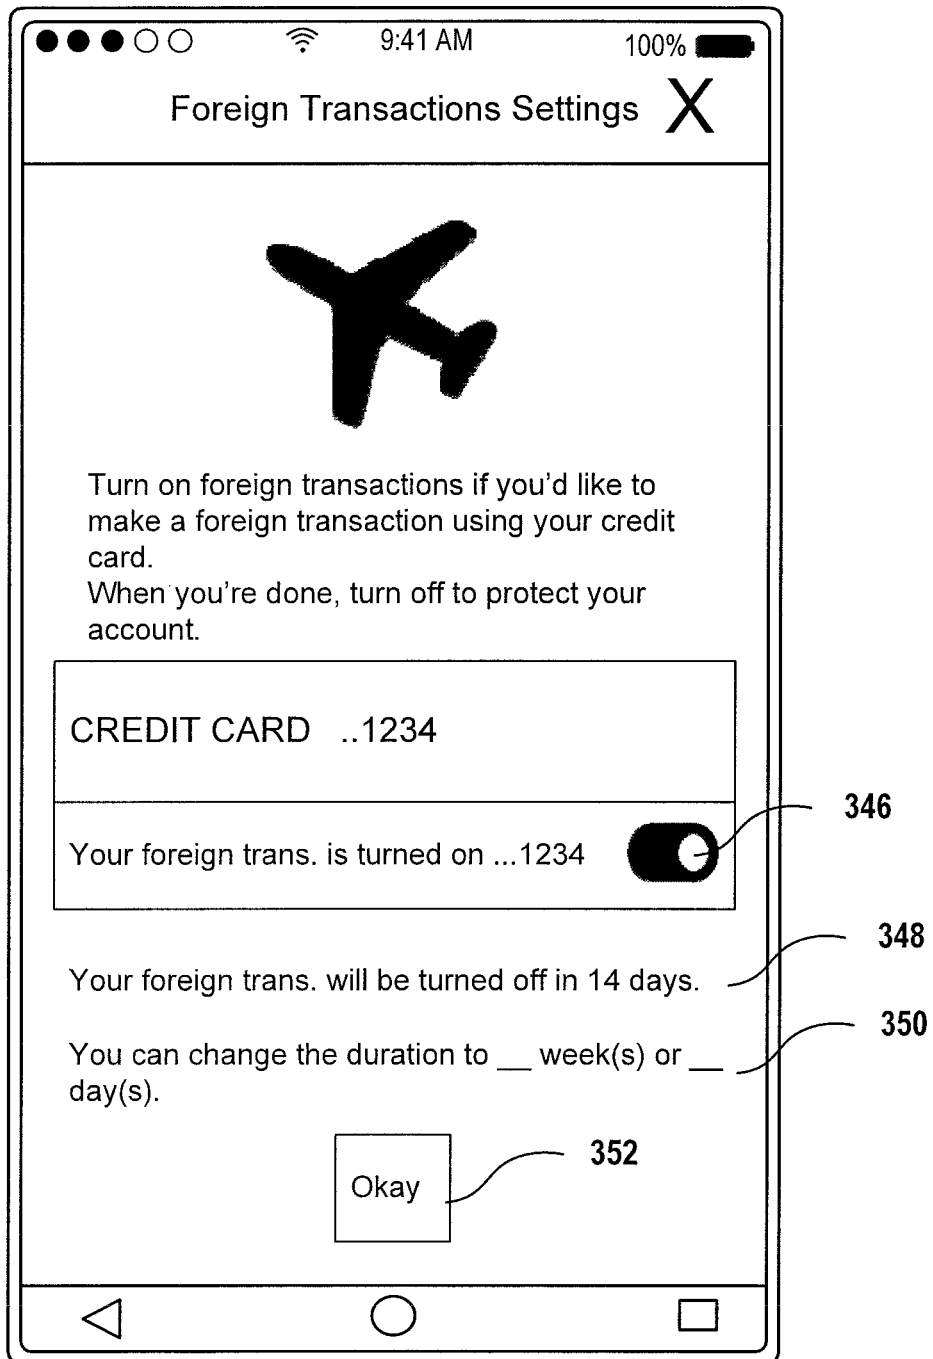 9:41 AM
100%
Foreign Transactions Settings X
Turn on foreign transactions if you'd like to
make a foreign transaction using your credit
card.
When you're done, turn off to protect your
account.
CREDIT CARD ..1234
346
Your foreign trans. is turned on ...1234
348
Your foreign trans. will be turned off in 14 days.
350
You can change the duration to __ week(s) or __
day(s).
352
Okay